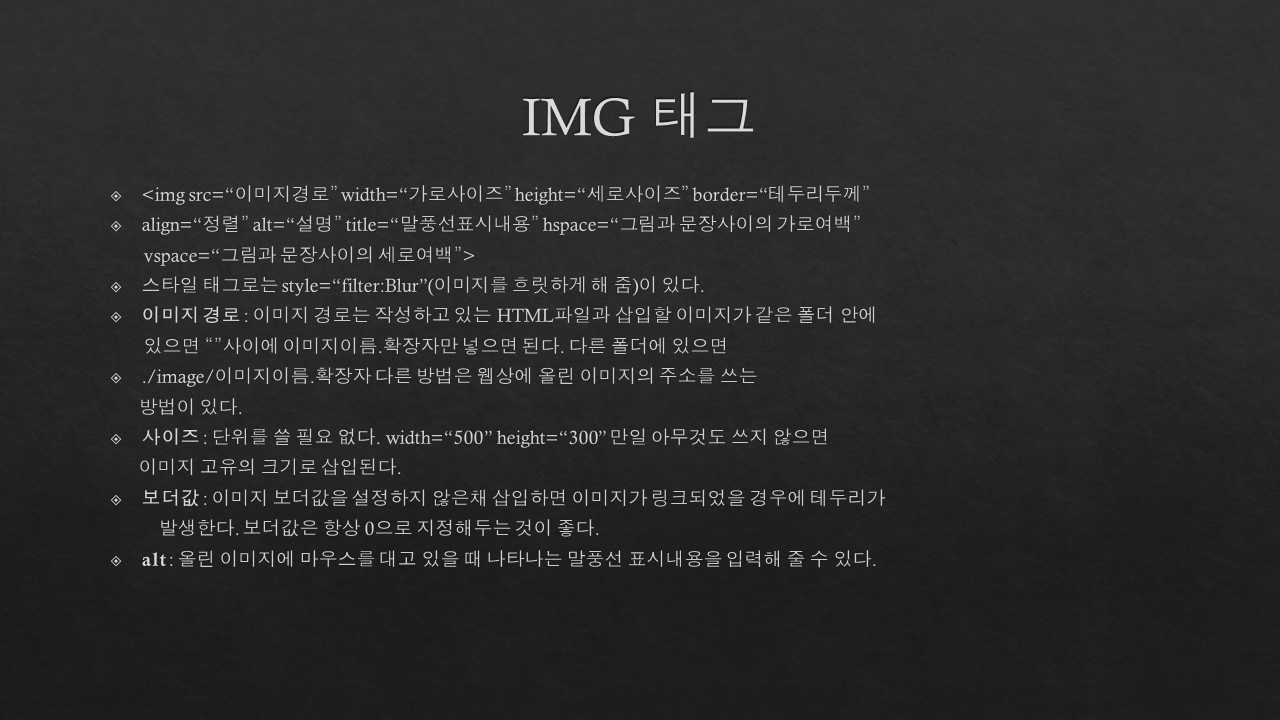 IMG 태그
<img src=“이미지경로” width=“가로사이즈” height=“세로사이즈” border=“테두리두께”
align=“정렬” alt=“설명” title=“말풍선표시내용” hspace=“그림과 문장사이의 가로여백”
vspace=“그림과 문장사이의 세로여백”>
스타일 태그로는 style=“filter:Blur”(이미지를 흐릿하게 해 줌)이 있다.
이미지 경로 : 이미지 경로는 작성하고 있는 HTML파일과 삽입할 이미지가 같은 폴더 안에
있으면 “”사이에 이미지이름.확장자만 넣으면 된다. 다른 폴더에 있으면
./image/이미지이름.확장자 다른 방법은 웹상에 올린 이미지의 주소를 쓰는
방법이 있다.
사이즈 : 단위를 쓸 필요 없다. width=“500” height=“300” 만일 아무것도 쓰지 않으면
이미지 고유의 크기로 삽입된다.
보더값 : 이미지 보더값을 설정하지 않은채 삽입하면 이미지가 링크되었을 경우에 테두리가
발생한다. 보더값은 항상 0으로 지정해두는 것이 좋다.
alt : 올린 이미지에 마우스를 대고 있을 때 나타나는 말풍선 표시내용을 입력해 줄 수 있다.